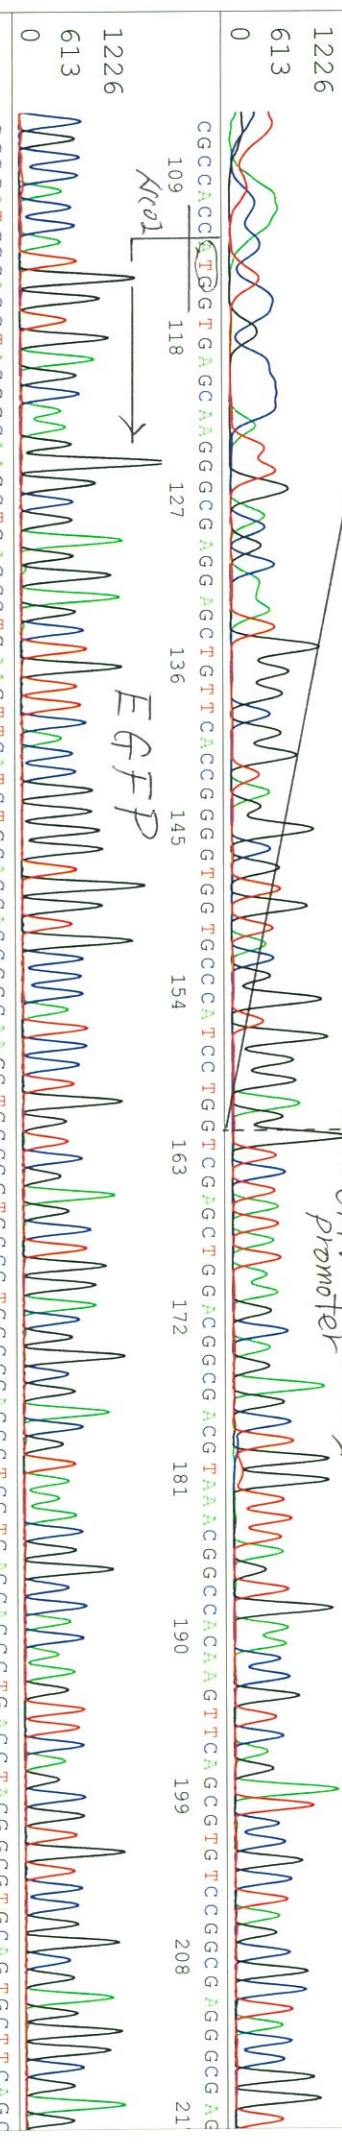 promoter
1226
613
0
CGCCACCATGGTGAGCAAGGGCGAGGAGCTGTTCACCGGGGTGGTGCCCATCCTGGTCGAGCTGGACGGCGACGTAAACGGCCACAAGTTCAGCGTGTCCGGCGAGGGCGAG
109 118 127 136 145 154 163 172 181 190 199 208 21
NcoI
EGFP
1226
613
0